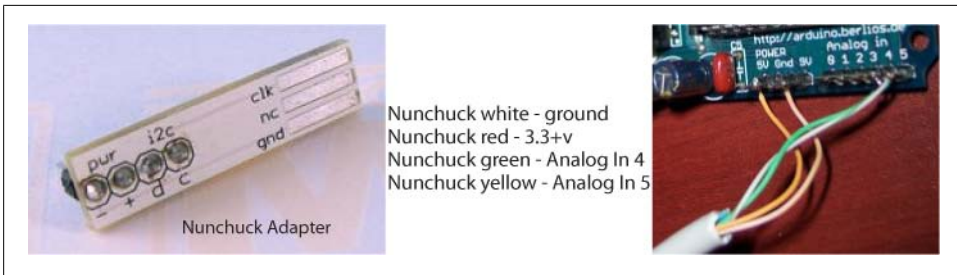 clk
nc
gnd
pwr i2c
- + d c
Nunchuck Adapter
Nunchuck white - ground
Nunchuck red - 3.3+v
Nunchuck green - Analog In 4
Nunchuck yellow - Analog In 5
http://arduino.berlios.de
POWER Analog in
5V Gnd 9V 0 1 2 3 4 5